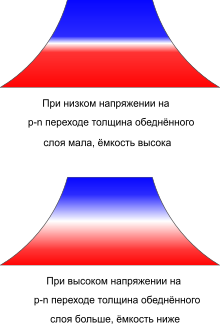 При низком напряжении на
p-n переходе толщина обеднённого
слоя мала, ёмкость высока
При высоком напряжении на
p-n переходе толщина обеднённого
слоя больше, ёмкость ниже